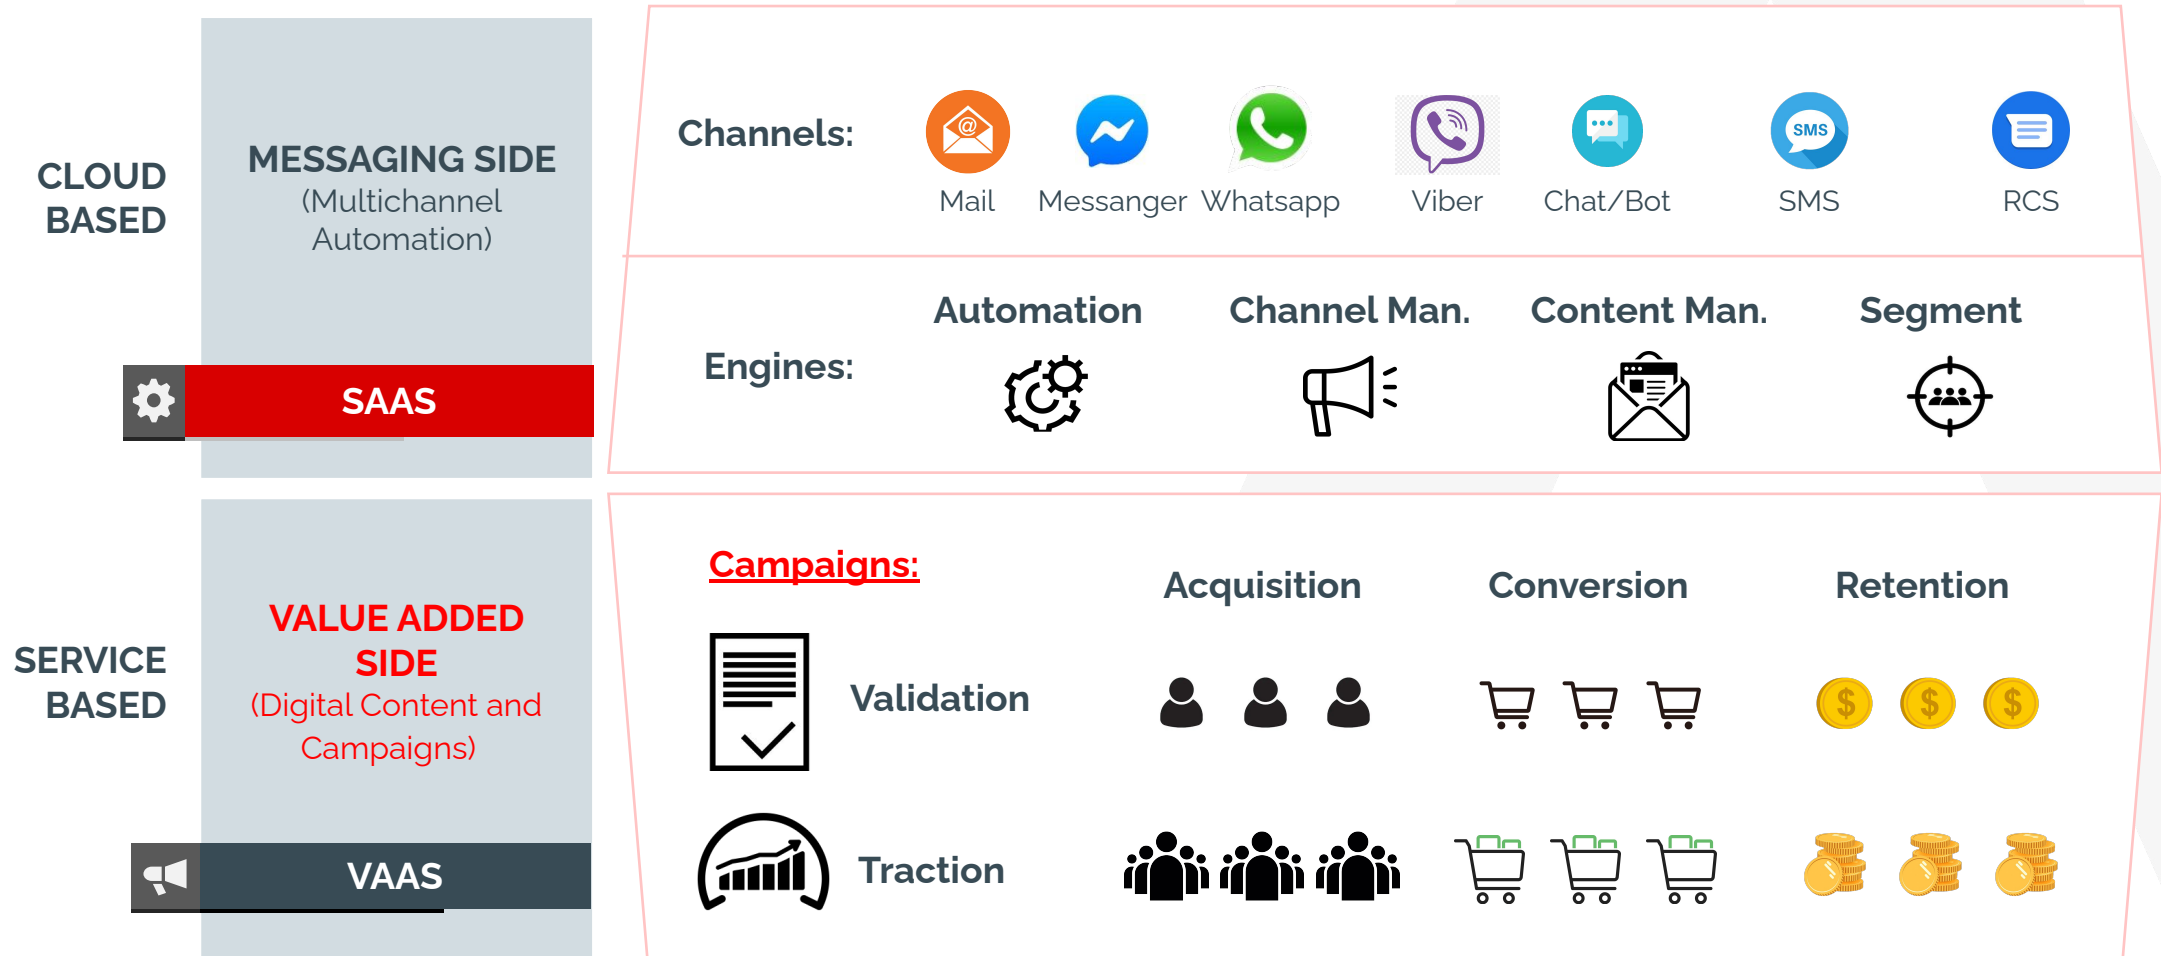 CLOUD
BASED
MESSAGING SIDE
(Multichannel
Automation)
SAAS
Channels:
@
SMS
Mail
Messanger
Whatsapp
Viber
Chat/Bot
SMS
RCS
Engines:
Automation
Channel Man.
Content Man.
Segment
SERVICE
BASED
VALUE ADDED
SIDE
(Digital Content and
Campaigns)
VAAS
Campaigns:
Acquisition
Conversion
Retention
Validation
$ $ $
Traction